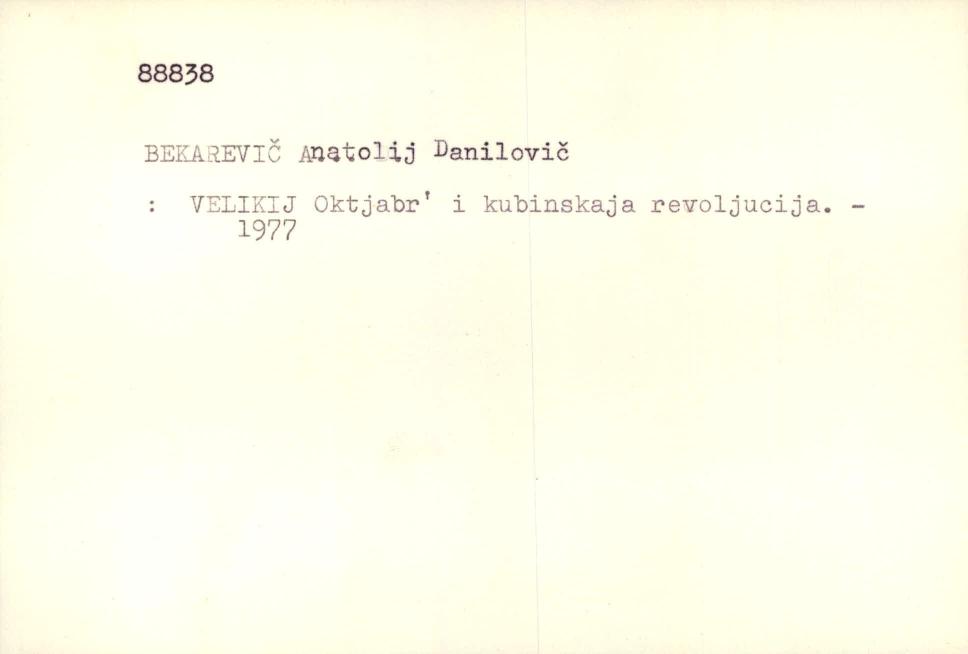 88838
BEKAREVIČ Anatolij Danilovič
: VELIKIJ Oktjabr' i kubinskaja revoljucija. -
1977